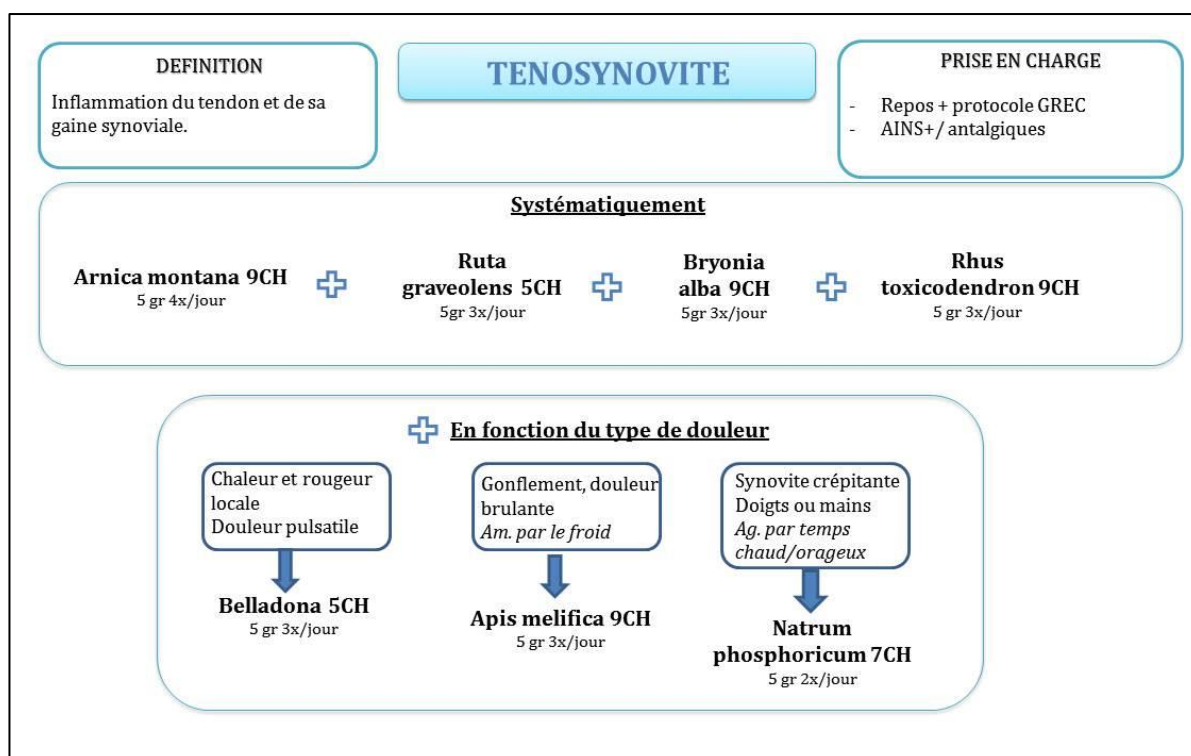 DEFINITION
Inflammation du tendon et de sa
gaine synoviale.
TENOSYNOVITE
PRISE EN CHARGE
- Repos + protocole GREC
- AINS+/ antalgiques
Systématiquement
Arnica montana 9CH
5 gr 4x/jour
Ruta
graveolens 5CH
5gr 3x/jour
Bryonia
alba 9CH
5gr 3x/jour
Rhus
toxicodendron 9CH
5 gr 3x/jour
En fonction du type de douleur
Chaleur et rougeur
locale
Douleur pulsatile
Belladona 5CH
5 gr 3x/jour
Gonflement, douleur
brulante
Am. par le froid
Apis melifica 9CH
5 gr 3x/jour
Synovite crépitante
Doigts ou mains
Ag. par temps
chaud/orageux
Natrum
phosphoricum 7CH
5 gr 2x/jour